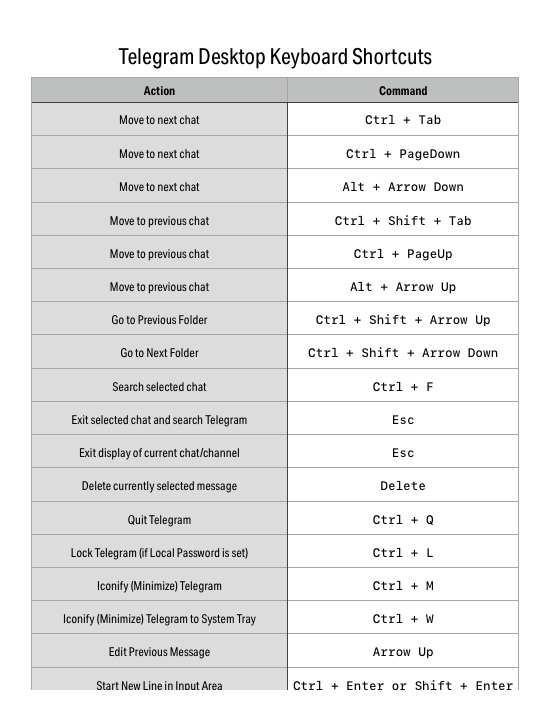 Telegram Desktop Keyboard Shortcuts
Action Command
Move to next chat Ctrl + Tab
Move to next chat Ctrl + PageDown
Move to next chat Alt + Arrow Down
Move to previous chat Ctrl + Shift + Tab
Move to previous chat Ctrl + PageUp
Move to previous chat Alt + Arrow Up
Go to Previous Folder Ctrl + Shift + Arrow Up
Go to Next Folder Ctrl + Shift + Arrow Down
Search selected chat Ctrl + F
Exit selected chat and search Telegram Esc
Exit display of current chat/channel Esc
Delete currently selected message Delete
Quit Telegram Ctrl + Q
Lock Telegram (if Local Password is set) Ctrl + L
Iconify (Minimize) Telegram Ctrl + M
Iconify (Minimize) Telegram to System Tray Ctrl + W
Edit Previous Message Arrow Up
Start New Line in Input Area Ctrl + Enter or Shift + Enter